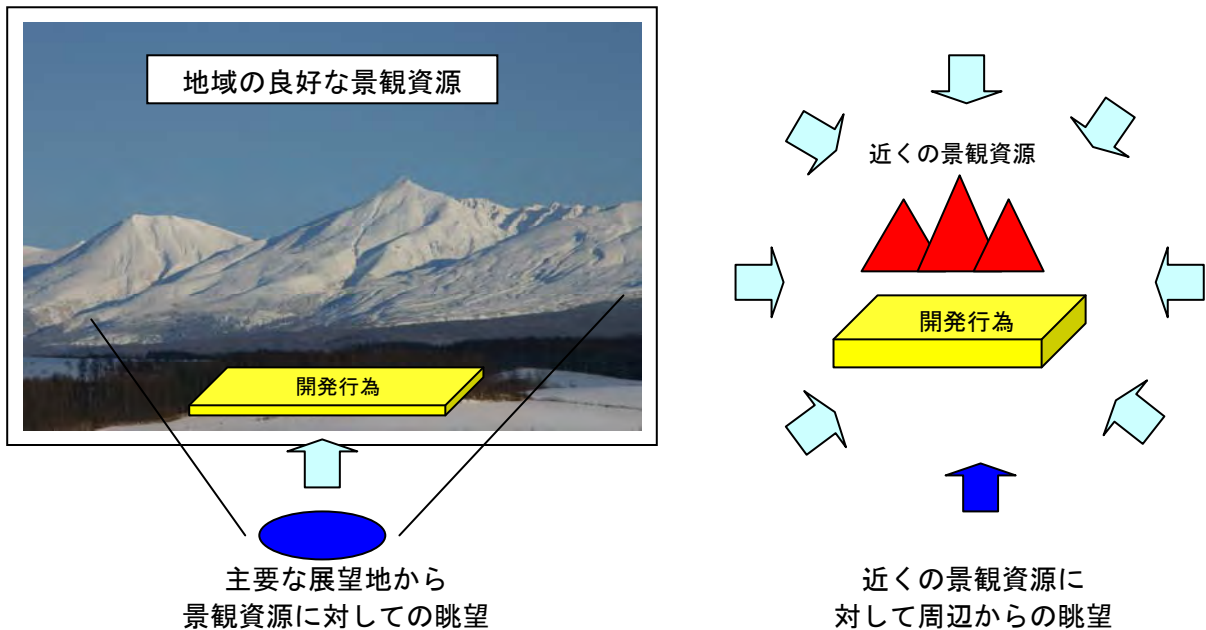 地域の良好な景観資源
開発行為
主要な展望地から
景観資源に対しての眺望
近くの景観資源
開発行為
近くの景観資源に
対して周辺からの眺望